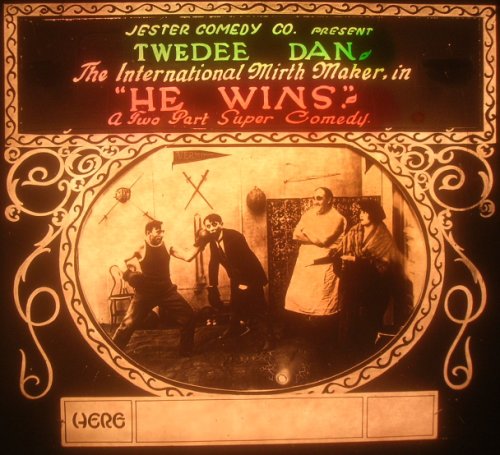 JESTER COMEDY CO. PRESENT
TWEDEE DAN.
The International Mirth Maker, in
"HE WINS".
A Two Part Super Comedy.
HERE